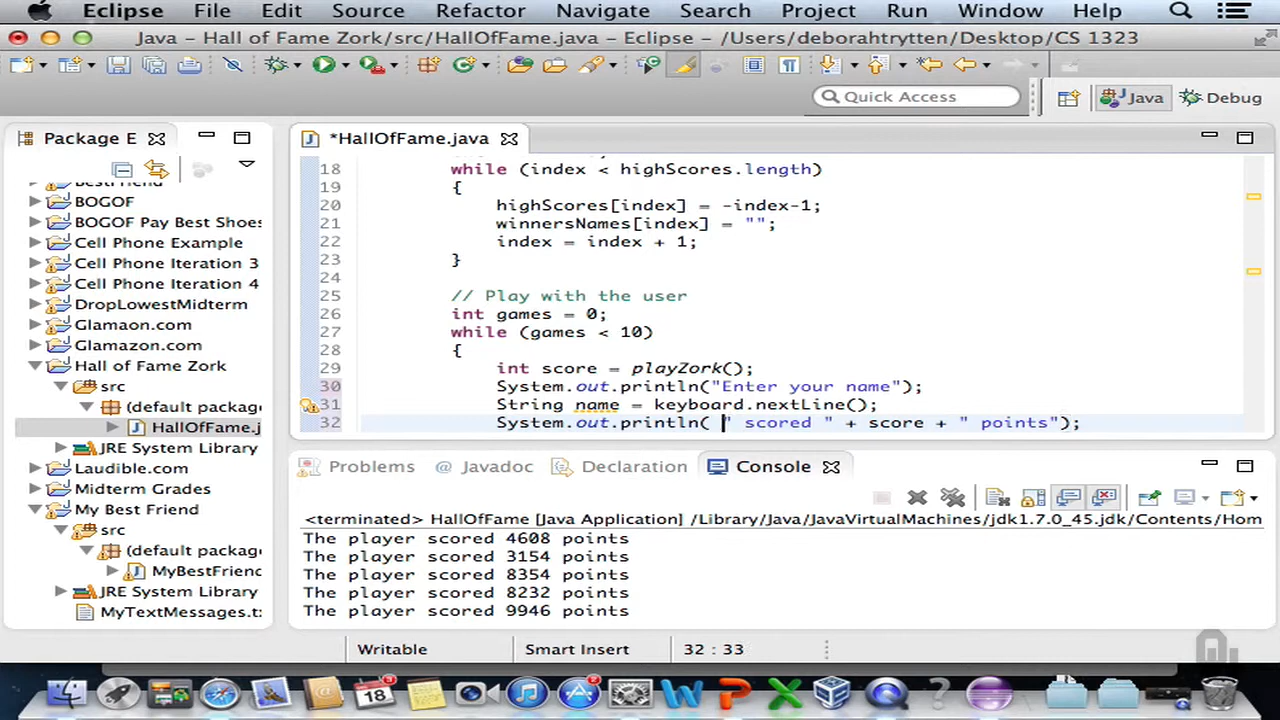 Eclipse File Edit Source Refactor Navigate Search Project Run Window Help
Java – Hall of Fame Zork/src/HallOfFame.java – Eclipse – /Users/deborahtrytten/Desktop/CS 1323
Quick Access
Java
Debug
Package E
*HallOfFame.java
BestFriend
BOGOF
BOGOF Pay Best Shoes
Cell Phone Example
Cell Phone Iteration 3
Cell Phone Iteration 4
DropLowestMidterm
Glamaon.com
Glamazon.com
Hall of Fame Zork
src
(default package
HallOfFame.j
JRE System Library
Laudible.com
Midterm Grades
My Best Friend
src
(default package
MyBestFriend
JRE System Library
MyTextMessages.tx
18 while (index < highScores.length)
19 {
20 highScores[index] = -index-1;
21 winnersNames[index] = "";
22 index = index + 1;
23 }
24
25 // Play with the user
26 int games = 0;
27 while (games < 10)
28 {
29 int score = playZork();
30 System.out.println("Enter your name");
31 String name = keyboard.nextLine();
32 System.out.println( " scored " + score + " points");
Problems @ Javadoc Declaration Console
<terminated> HallOfFame [Java Application] /Library/Java/JavaVirtualMachines/jdk1.7.0_45.jdk/Contents/Hom
The player scored 4608 points
The player scored 3154 points
The player scored 8354 points
The player scored 8232 points
The player scored 9946 points
Writable
Smart Insert
32 : 33
18